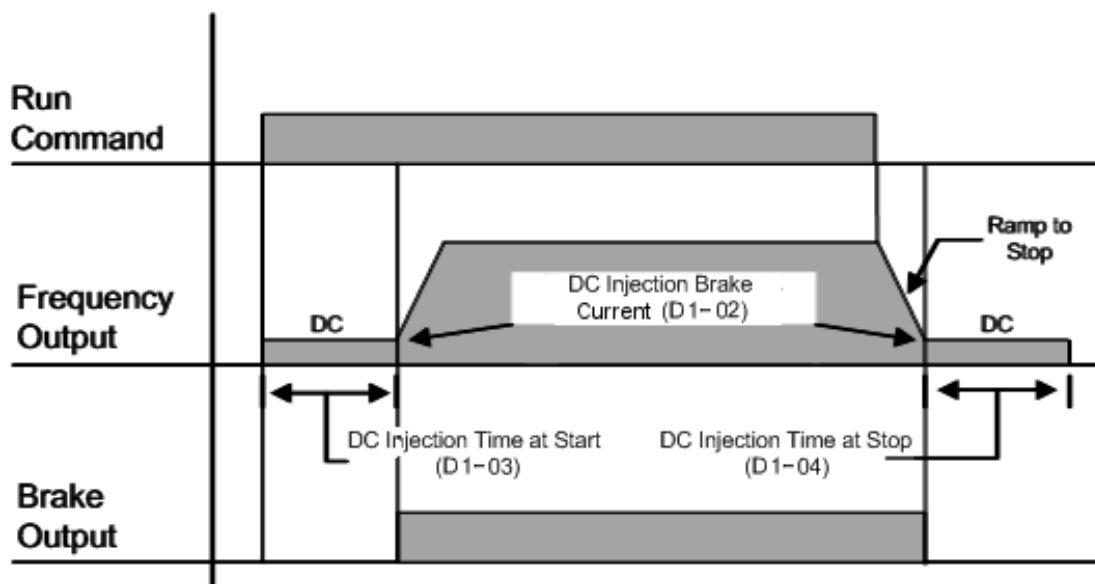 Run
Command
Ramp to
Stop
DC Injection Brake
Current (D1-02)
Frequency
Output
DC
DC
DC Injection Time at Start
(D1-03)
DC Injection Time at Stop
(D1-04)
Brake
Output